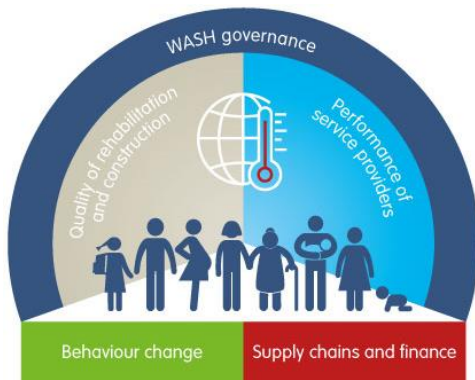 WASH governance
Quality of rehabilitation
and construction
Performance of
service providers
Behaviour change
Supply chains and finance